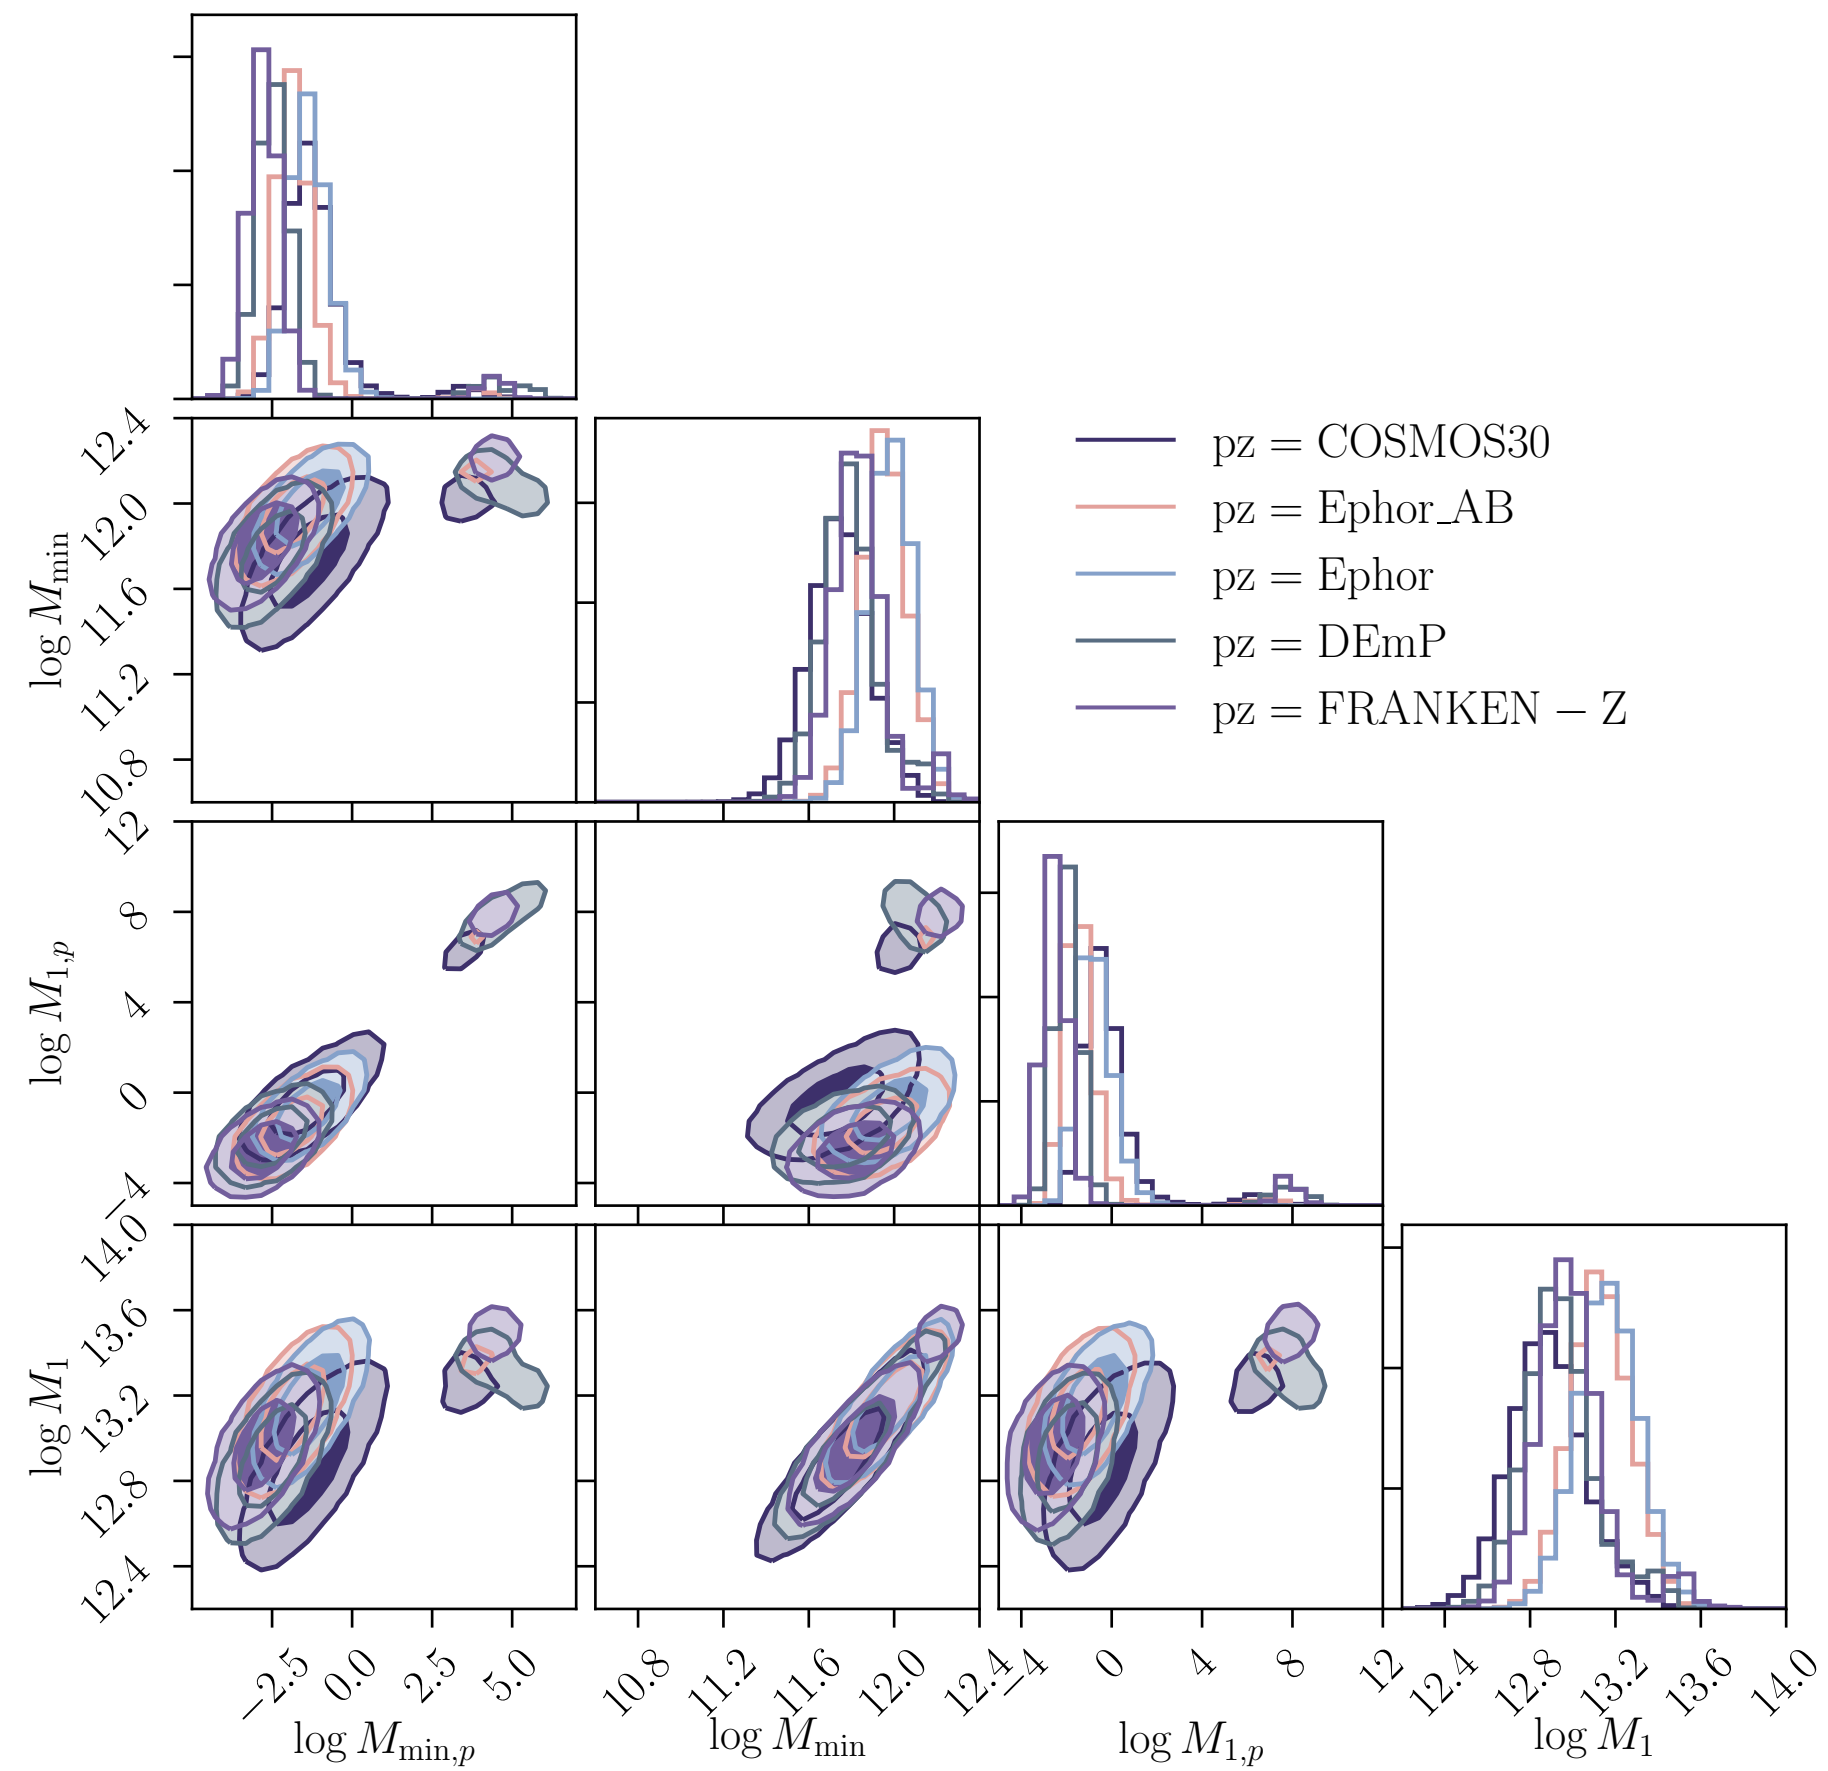 12.4
12.0
11.6
11.2
10.8
log M_min
pz = COSMOS30
pz = Ephor_AB
pz = Ephor
pz = DEmP
pz = FRANKEN − Z
12
8
4
0
−4
log M_1,p
14.0
13.6
13.2
12.8
12.4
log M_1
−2.5 0.0 2.5 5.0
10.8 11.2 11.6 12.0 12.4
−4 0 4 8 12
12.4 12.8 13.2 13.6 14.0
log M_min,p
log M_min
log M_1,p
log M_1